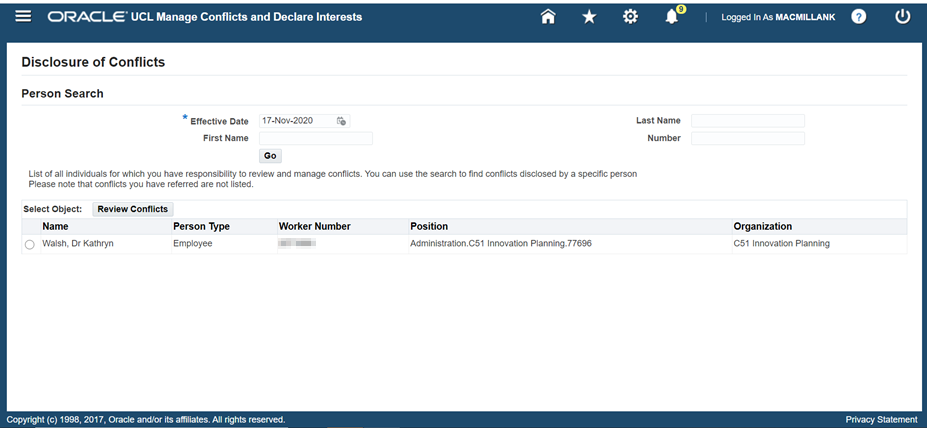 ORACLE® UCL Manage Conflicts and Declare Interests
9
Logged In As MACMILLANK
?
Disclosure of Conflicts
Person Search
* Effective Date 17-Nov-2020
Last Name
First Name
Number
Go
List of all individuals for which you have responsibility to review and manage conflicts. You can use the search to find conflicts disclosed by a specific person
Please note that conflicts you have referred are not listed.
Select Object: Review Conflicts
Name Person Type Worker Number Position Organization
Walsh, Dr Kathryn Employee Administration.C51 Innovation Planning.77696 C51 Innovation Planning
Copyright (c) 1998, 2017, Oracle and/or its affiliates. All rights reserved.
Privacy Statement